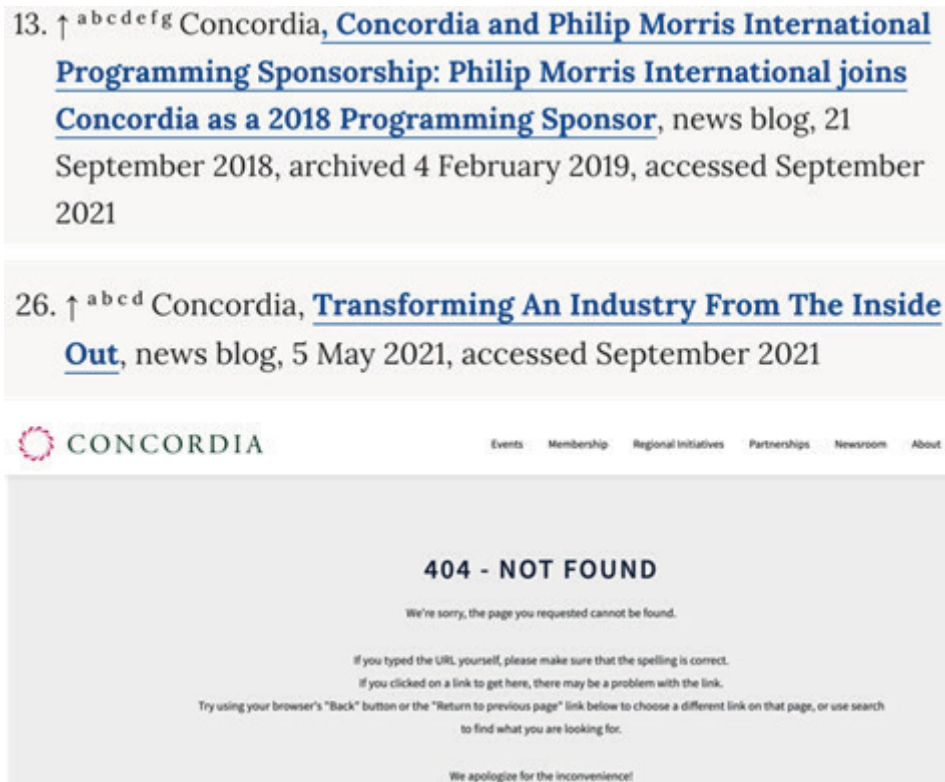 13. ↑ a b c d e f g Concordia, Concordia and Philip Morris International
Programming Sponsorship: Philip Morris International joins
Concordia as a 2018 Programming Sponsor, news blog, 21
September 2018, archived 4 February 2019, accessed September
2021
26. ↑ a b c d Concordia, Transforming An Industry From The Inside
Out, news blog, 5 May 2021, accessed September 2021
CONCORDIA Events Membership Regional Initiatives Partnerships Newsroom About
404 - NOT FOUND
We're sorry, the page you requested cannot be found.
If you typed the URL yourself, please make sure that the spelling is correct.
If you clicked on a link to get here, there may be a problem with the link.
Try using your browser's "Back" button or the "Return to previous page" link below to choose a different link on that page, or use search
to find what you are looking for.
We apologize for the inconvenience!